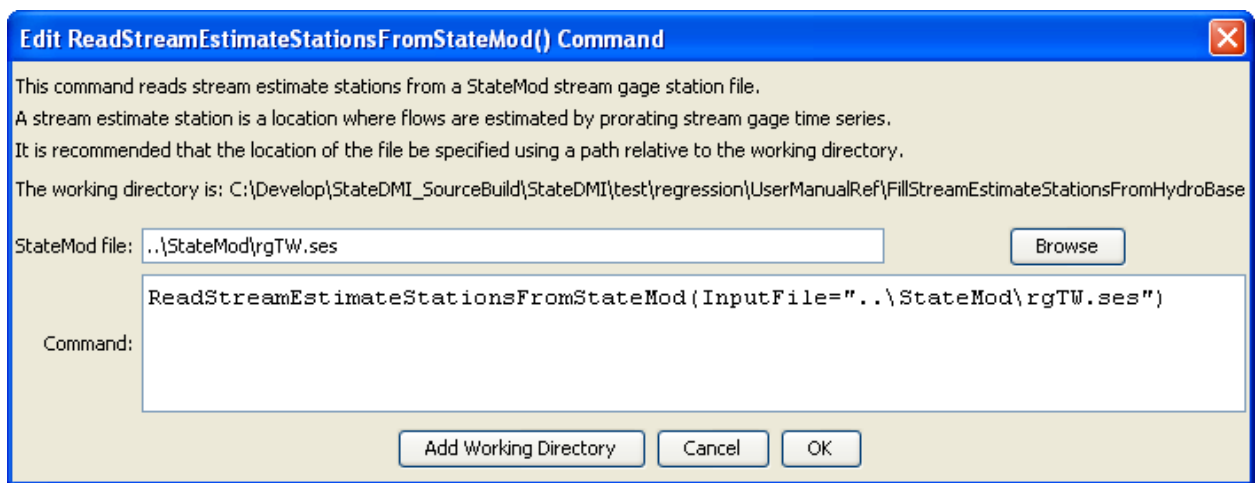 Edit ReadStreamEstimateStationsFromStateMod() Command
This command reads stream estimate stations from a StateMod stream gage station file.
A stream estimate station is a location where flows are estimated by prorating stream gage time series.
It is recommended that the location of the file be specified using a path relative to the working directory.
The working directory is: C:\Develop\StateDMI_SourceBuild\StateDMI\test\regression\UserManualRef\FillStreamEstimateStationsFromHydroBase
StateMod file: ..\StateMod\rgTW.ses Browse
ReadStreamEstimateStationsFromStateMod(InputFile="..\StateMod\rgTW.ses")
Command:
Add Working Directory Cancel OK